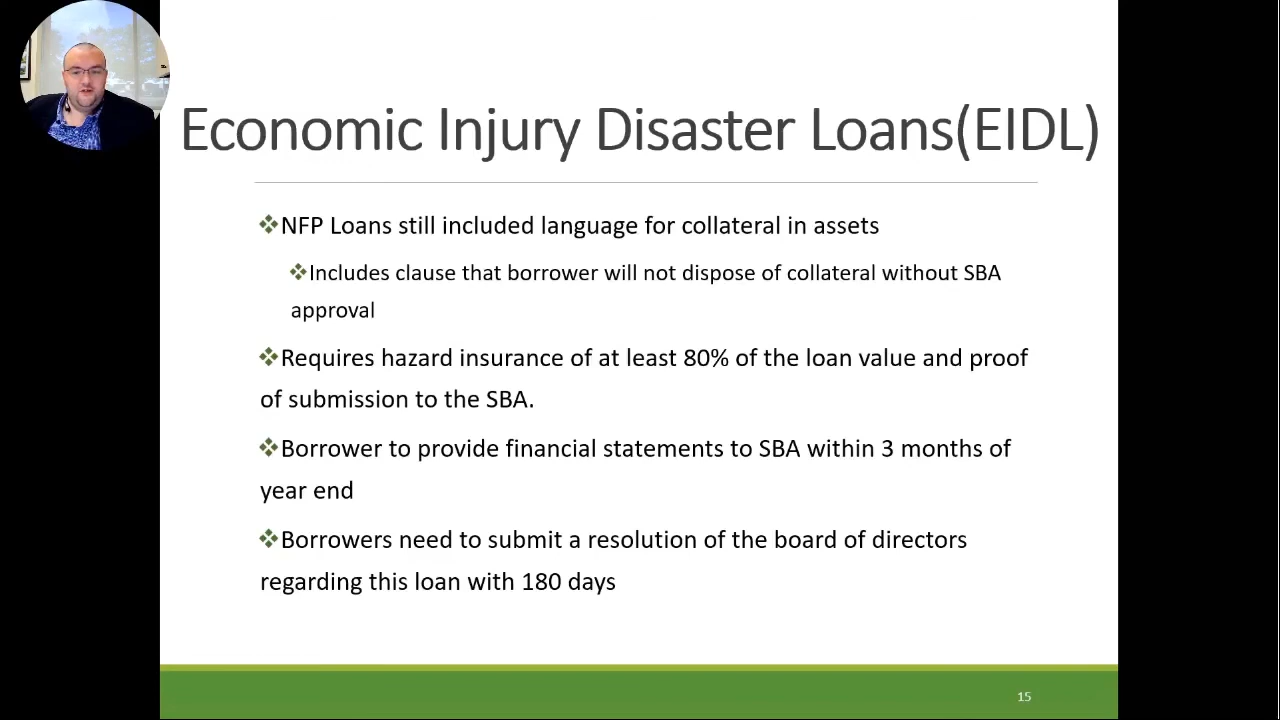 Economic Injury Disaster Loans(EIDL)
NFP Loans still included language for collateral in assets
Includes clause that borrower will not dispose of collateral without SBA
approval
Requires hazard insurance of at least 80% of the loan value and proof
of submission to the SBA.
Borrower to provide financial statements to SBA within 3 months of
year end
Borrowers need to submit a resolution of the board of directors
regarding this loan with 180 days
15